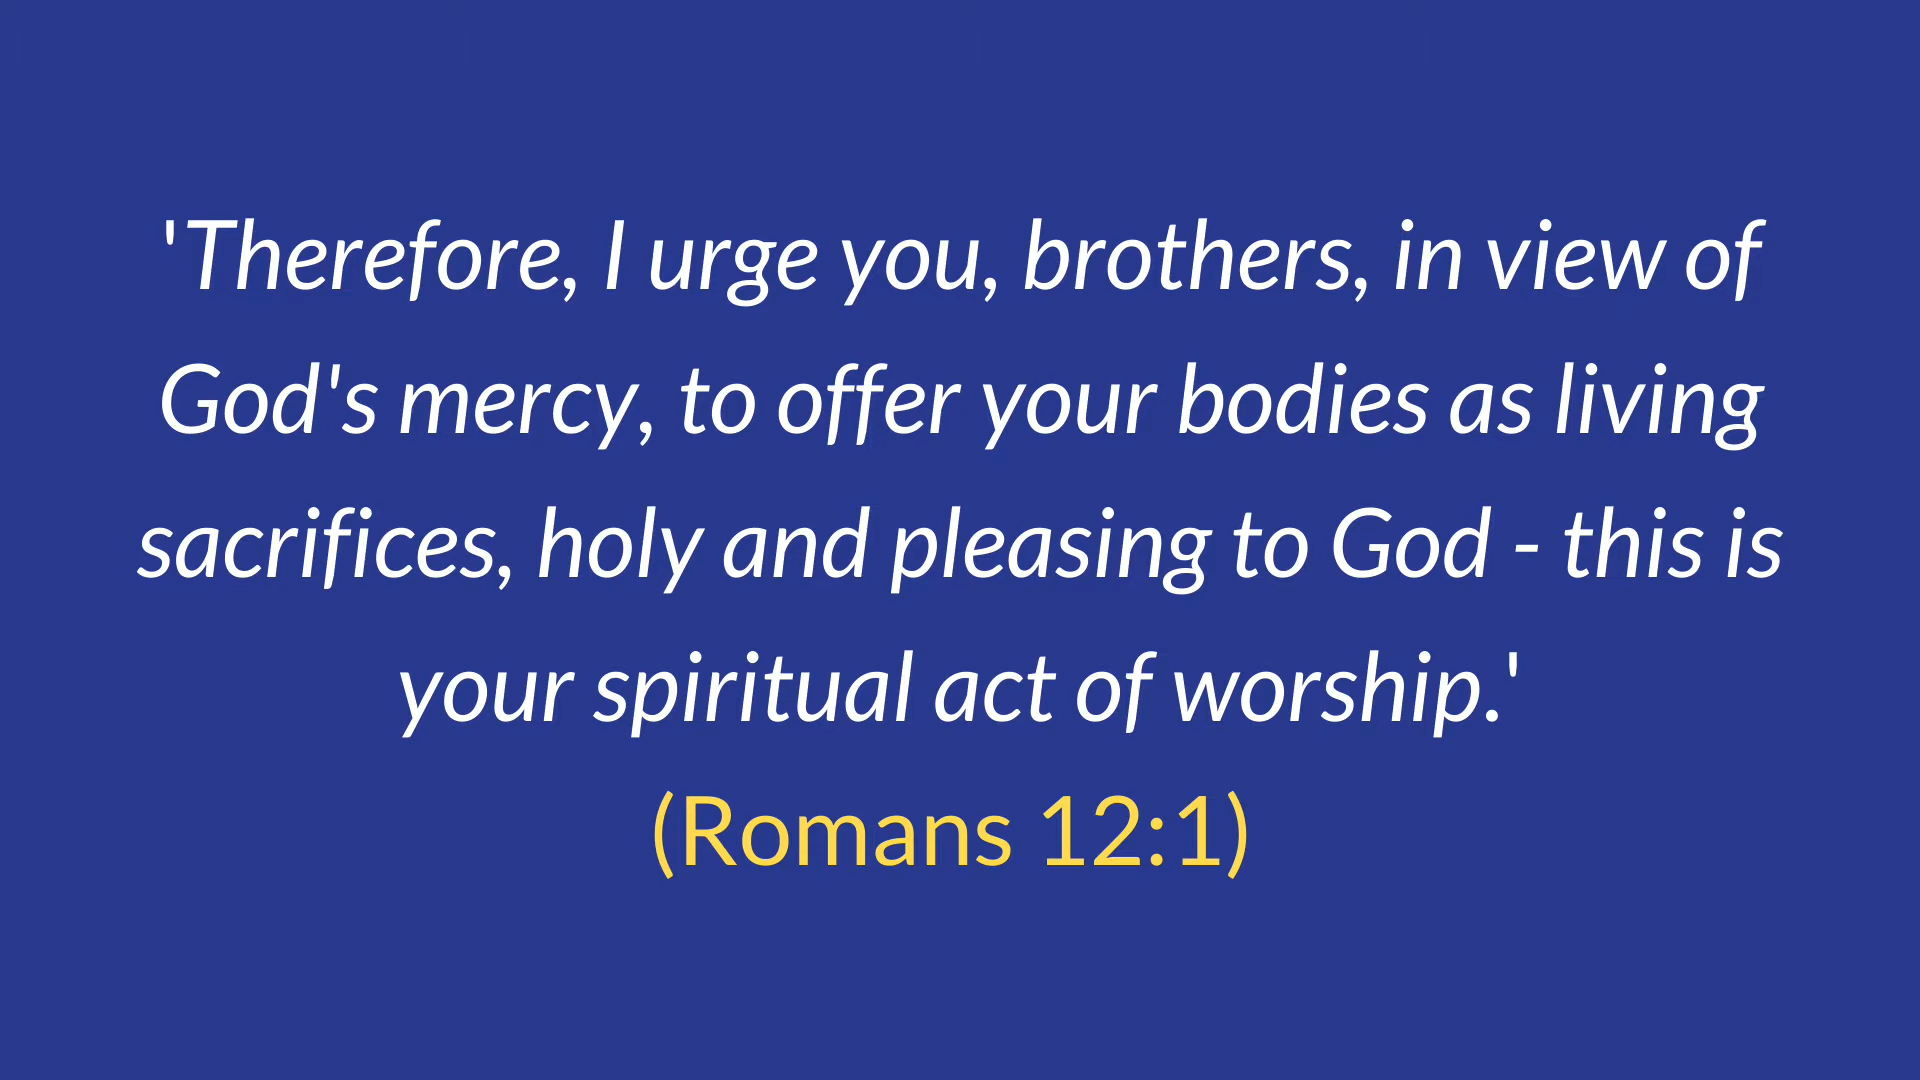 'Therefore, I urge you, brothers, in view of
God's mercy, to offer your bodies as living
sacrifices, holy and pleasing to God - this is
your spiritual act of worship.'
(Romans 12:1)